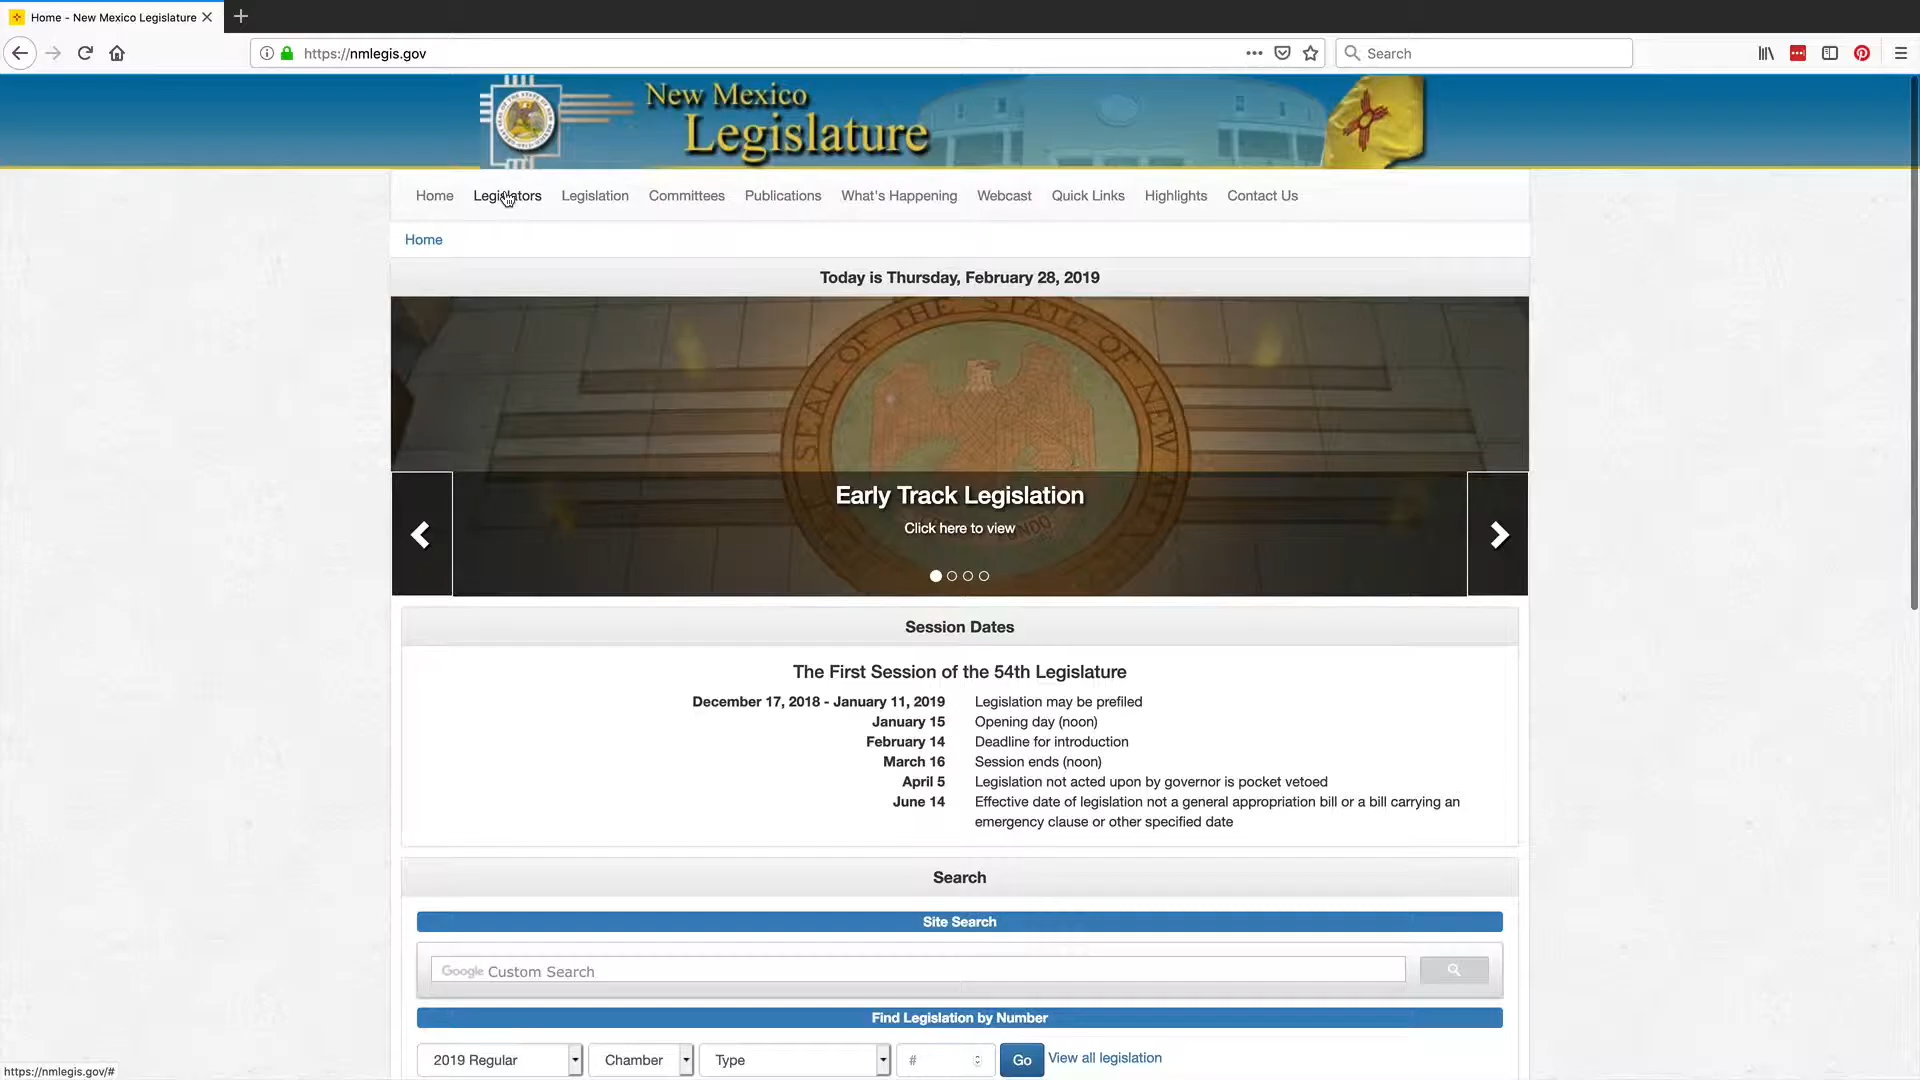 Home - New Mexico Legislature
https://nmlegis.gov
Search
New Mexico
Legislature
Home Legislators Legislation Committees Publications What's Happening Webcast Quick Links Highlights Contact Us
Home
Today is Thursday, February 28, 2019
SEAL OF THE STATE OF NEW
Early Track Legislation
Click here to view
Session Dates
The First Session of the 54th Legislature
December 17, 2018 - January 11, 2019 Legislation may be prefiled
January 15 Opening day (noon)
February 14 Deadline for introduction
March 16 Session ends (noon)
April 5 Legislation not acted upon by governor is pocket vetoed
June 14 Effective date of legislation not a general appropriation bill or a bill carrying an
emergency clause or other specified date
Search
Site Search
Google Custom Search
Find Legislation by Number
2019 Regular Chamber Type # Go View all legislation
https://nmlegis.gov/#